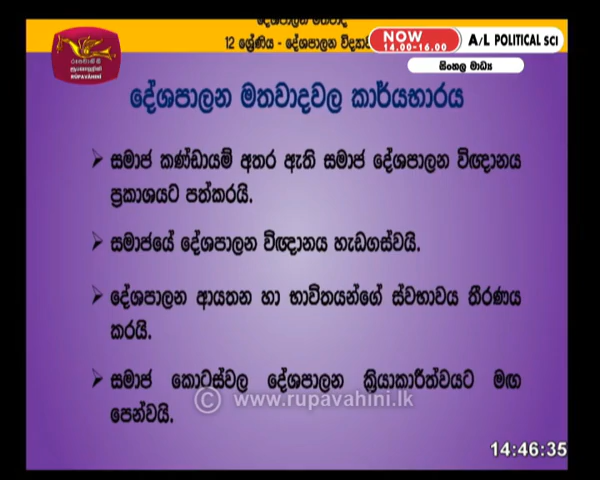 දේශපාලන මතවාද
12 ශ්‍රේණිය - දේශපාලන විද්‍යාව
NOW
14.00-16.00
A/L POLITICAL SCI
සිංහල මාධ්‍ය
දේශපාලන මතවාදවල කාර්යභාරය
➢ සමාජ කණ්ඩායම් අතර ඇති සමාජ දේශපාලන විඥානය
ප්‍රකාශයට පත්කරයි.
➢ සමාජයේ දේශපාලන විඥානය හැඩගස්වයි.
➢ දේශපාලන ආයතන හා භාවිතයන්ගේ ස්වභාවය තීරණය
කරයි.
➢ සමාජ කොටස්වල දේශපාලන ක්‍රියාකාරීත්වයට මඟ
පෙන්වයි.
© www.rupavahini.lk
14:46:35